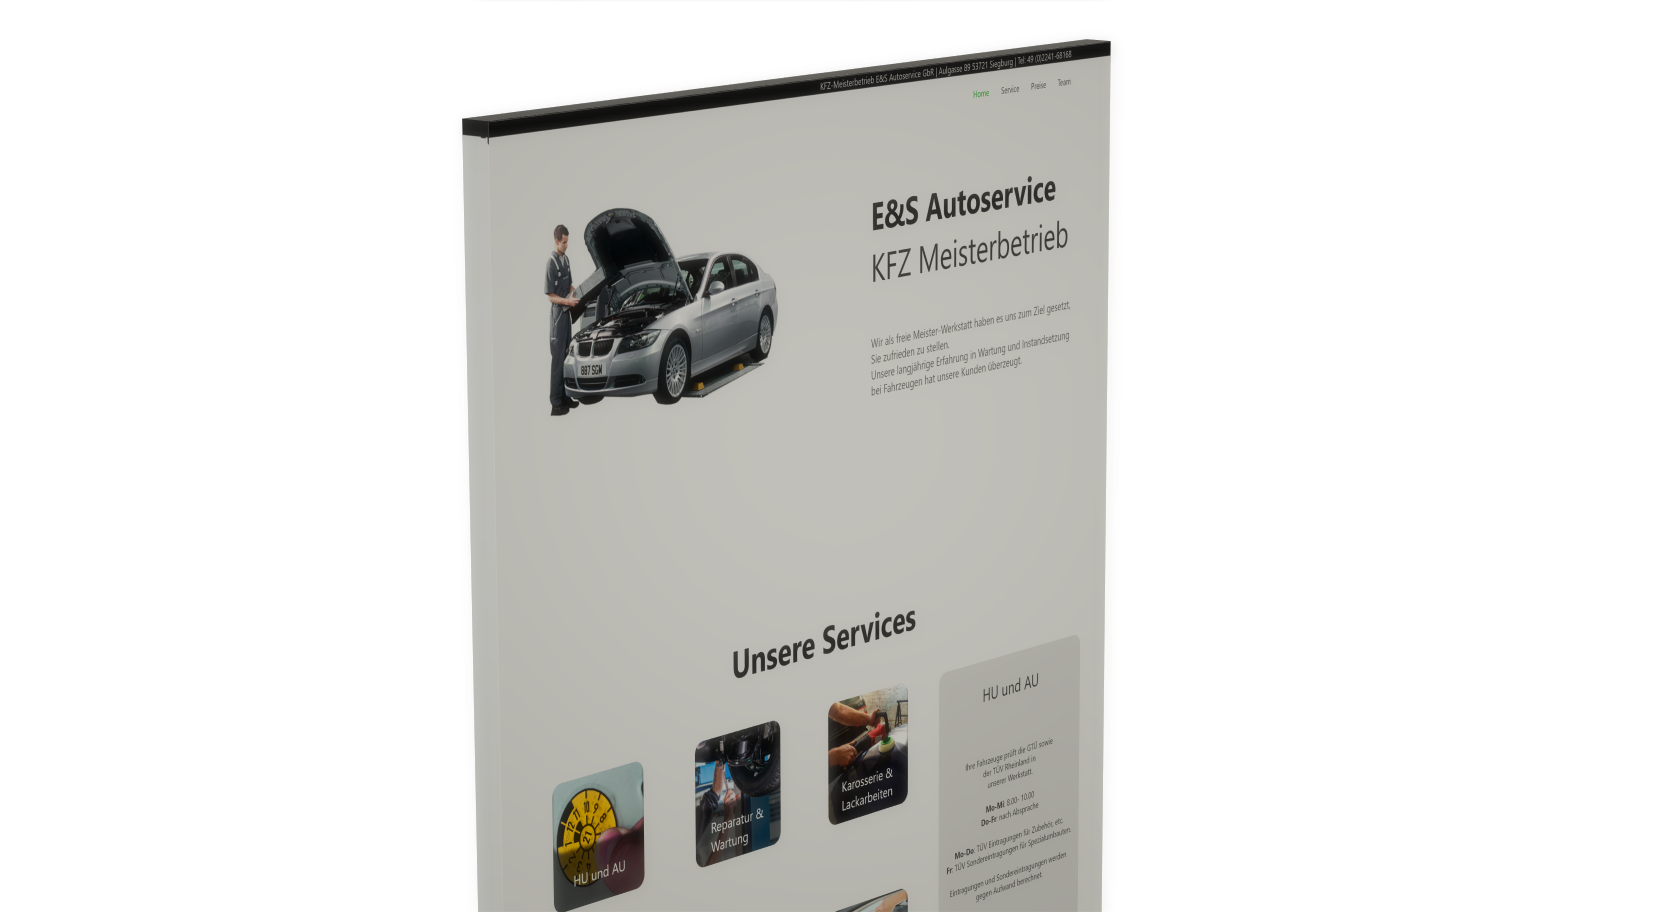 KFZ-Meisterbetrieb E&S Autoservice GbR | Aulgasse 89 53721 Siegburg | Tel: 49 (0)2241-68168
Home Service Preise Team
E&S Autoservice
KFZ Meisterbetrieb
Wir als freie Meister-Werkstatt haben es uns zum Ziel gesetzt,
Sie zufrieden zu stellen.
Unsere langjährige Erfahrung in Wartung und Instandsetzung
bei Fahrzeugen hat unsere Kunden überzeugt.
887 SGM
Unsere Services
HU und AU
Reparatur &
Wartung
Karosserie &
Lackarbeiten
HU und AU
Ihre Fahrzeuge prüft die GTÜ sowie
der TÜV Rheinland in
unserer Werkstatt.
Mo-Mi: 8.00- 10.00
Do-Fr: nach Absprache
Mo-Do: TÜV Eintragungen für Zubehör, etc.
Fr: TÜV Sondereintragungen für Spezialumbauten.
Eintragungen und Sondereintragungen werden
gegen Aufwand berechnet.